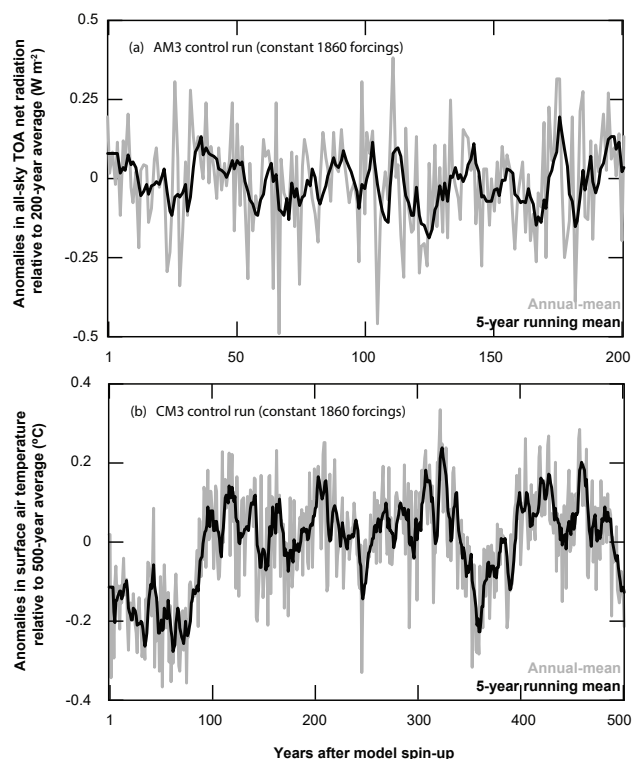 Anomalies in all-sky TOA net radiation
relative to 200-year average (W m-2)
0.5
0.25
0
-0.25
-0.5
(a) AM3 control run (constant 1860 forcings)
Annual-mean
5-year running mean
1
50
100
150
200
Anomalies in surface air temperature
relative to 500-year average (°C)
0.4
0.2
0
-0.2
-0.4
(b) CM3 control run (constant 1860 forcings)
Annual-mean
5-year running mean
1
100
200
300
400
500
Years after model spin-up